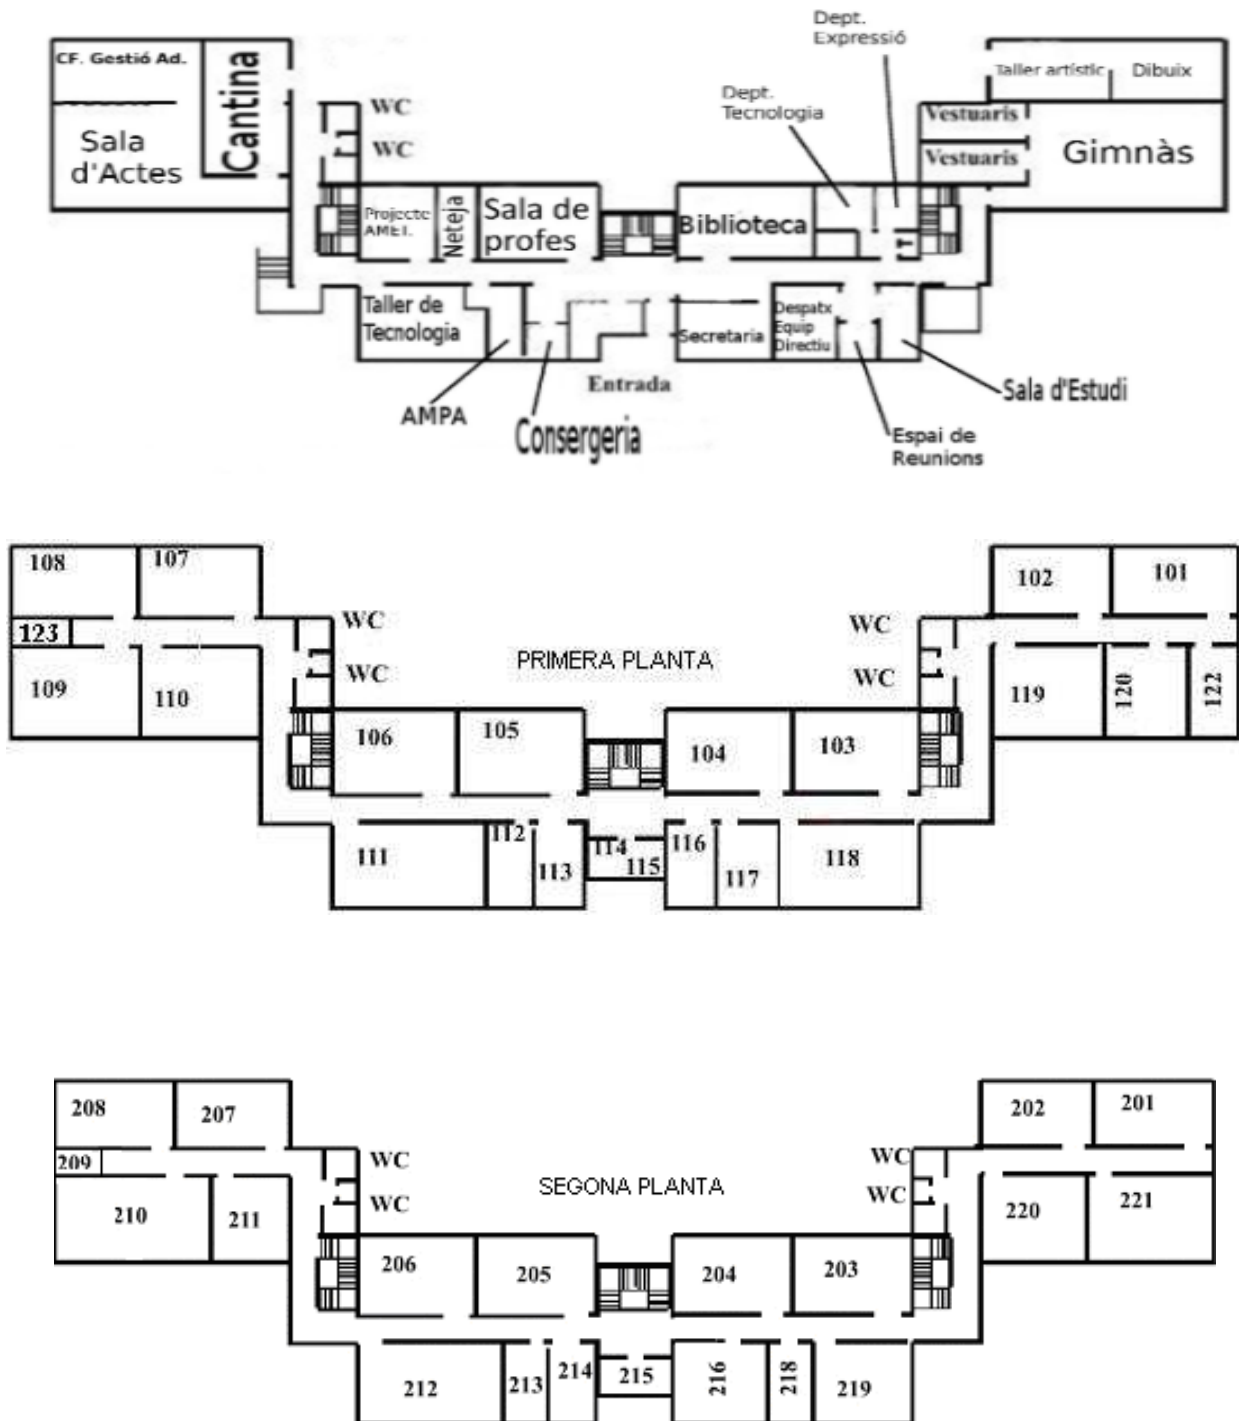 Dept.
Expressió
CF. Gestió Ad.
Cantina
Sala
d'Actes
WC
WC
Dept.
Tecnologia
Taller artístic
Dibuix
Vestuaris
Vestuaris
Gimnàs
Projecte
AMET.
Neteja
Sala de
profes
Biblioteca
Taller de
Tecnologia
Secretaria
Despatx
Equip
Directiu
Entrada
AMPA
Consergeria
Sala d'Estudi
Espai de
Reunions
108
107
102
101
123
WC
WC
PRIMERA PLANTA
WC
WC
109
110
119
120
122
106
105
104
103
111
112
113
114
115
116
117
118
208
207
202
201
209
WC
WC
SEGONA PLANTA
WC
WC
210
211
220
221
206
205
204
203
212
213
214
215
216
218
219